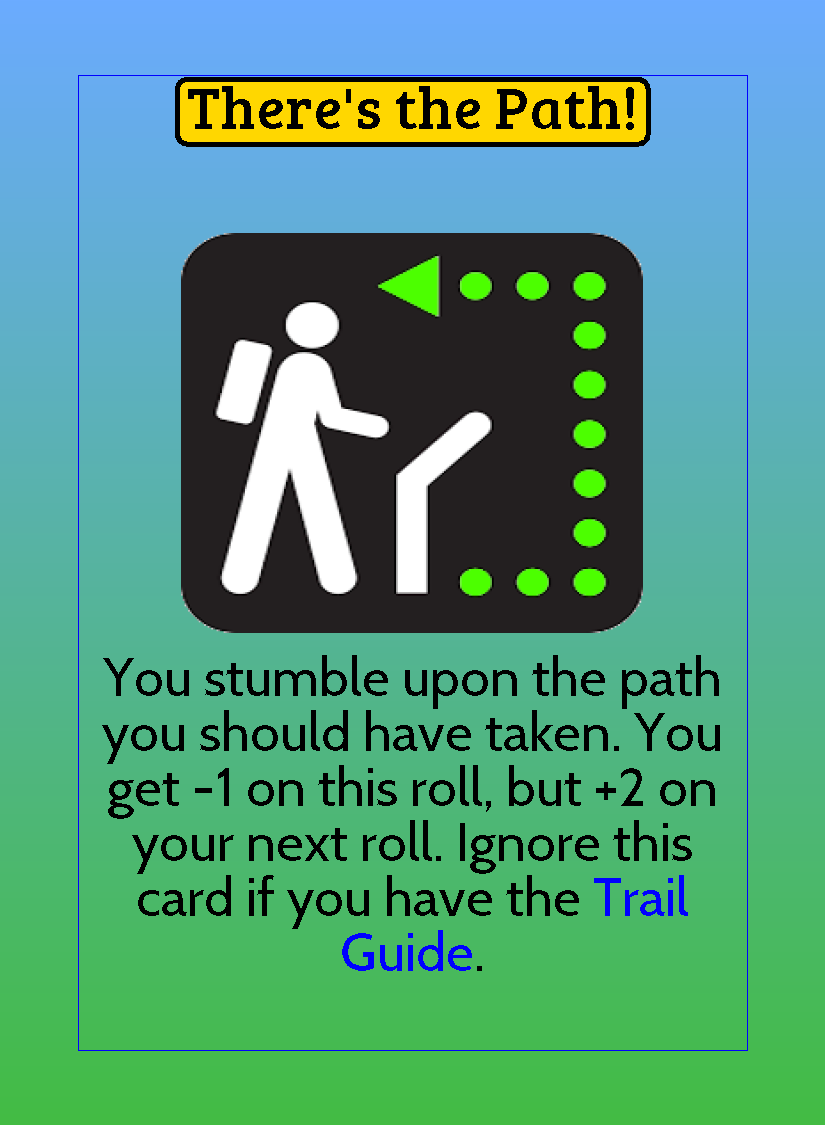 There's the Path!
You stumble upon the path
you should have taken. You
get -1 on this roll, but +2 on
your next roll. Ignore this
card if you have the Trail
Guide.